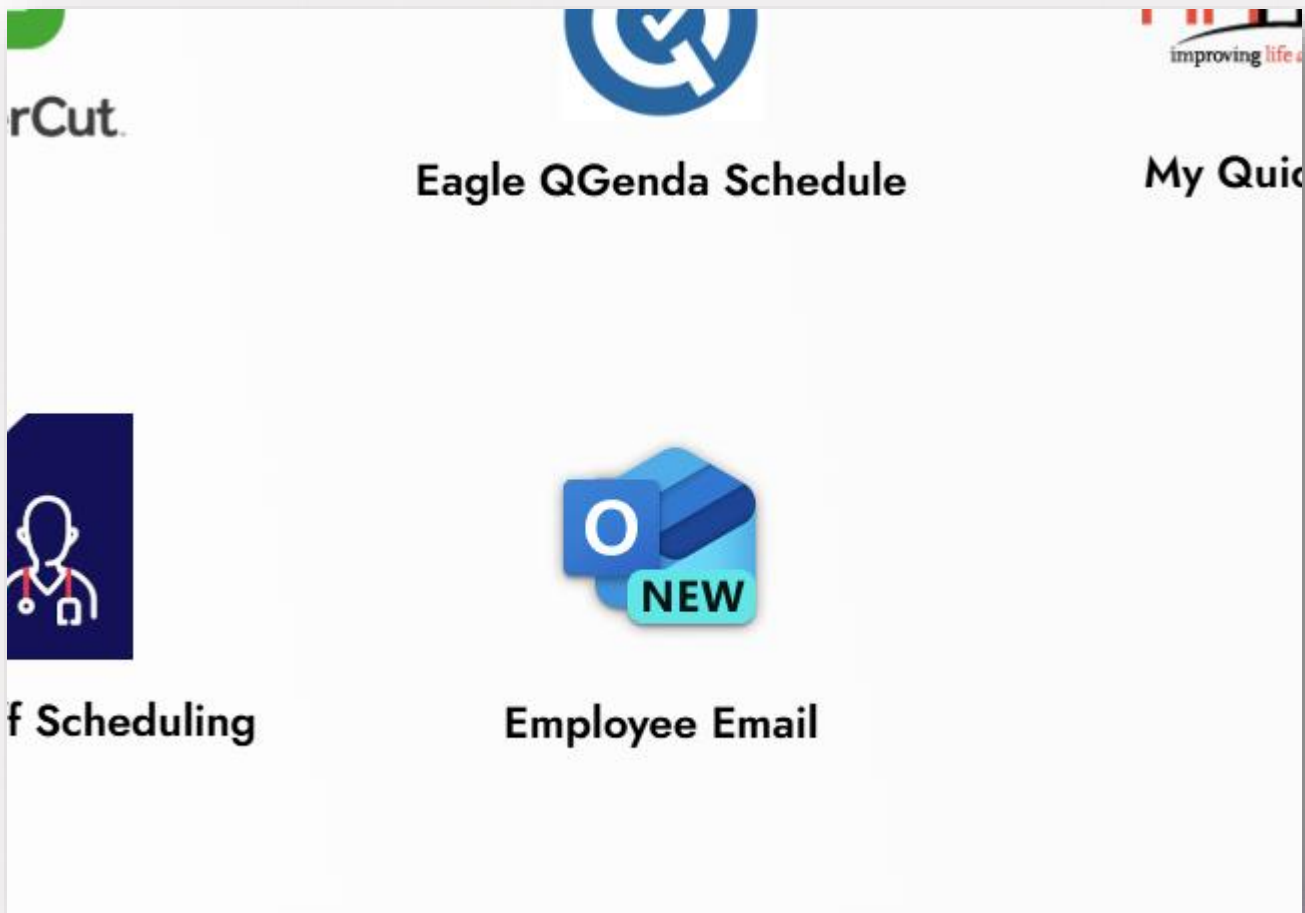 improving life
rCut.
Eagle QGenda Schedule
My Quic
O
NEW
f Scheduling
Employee Email